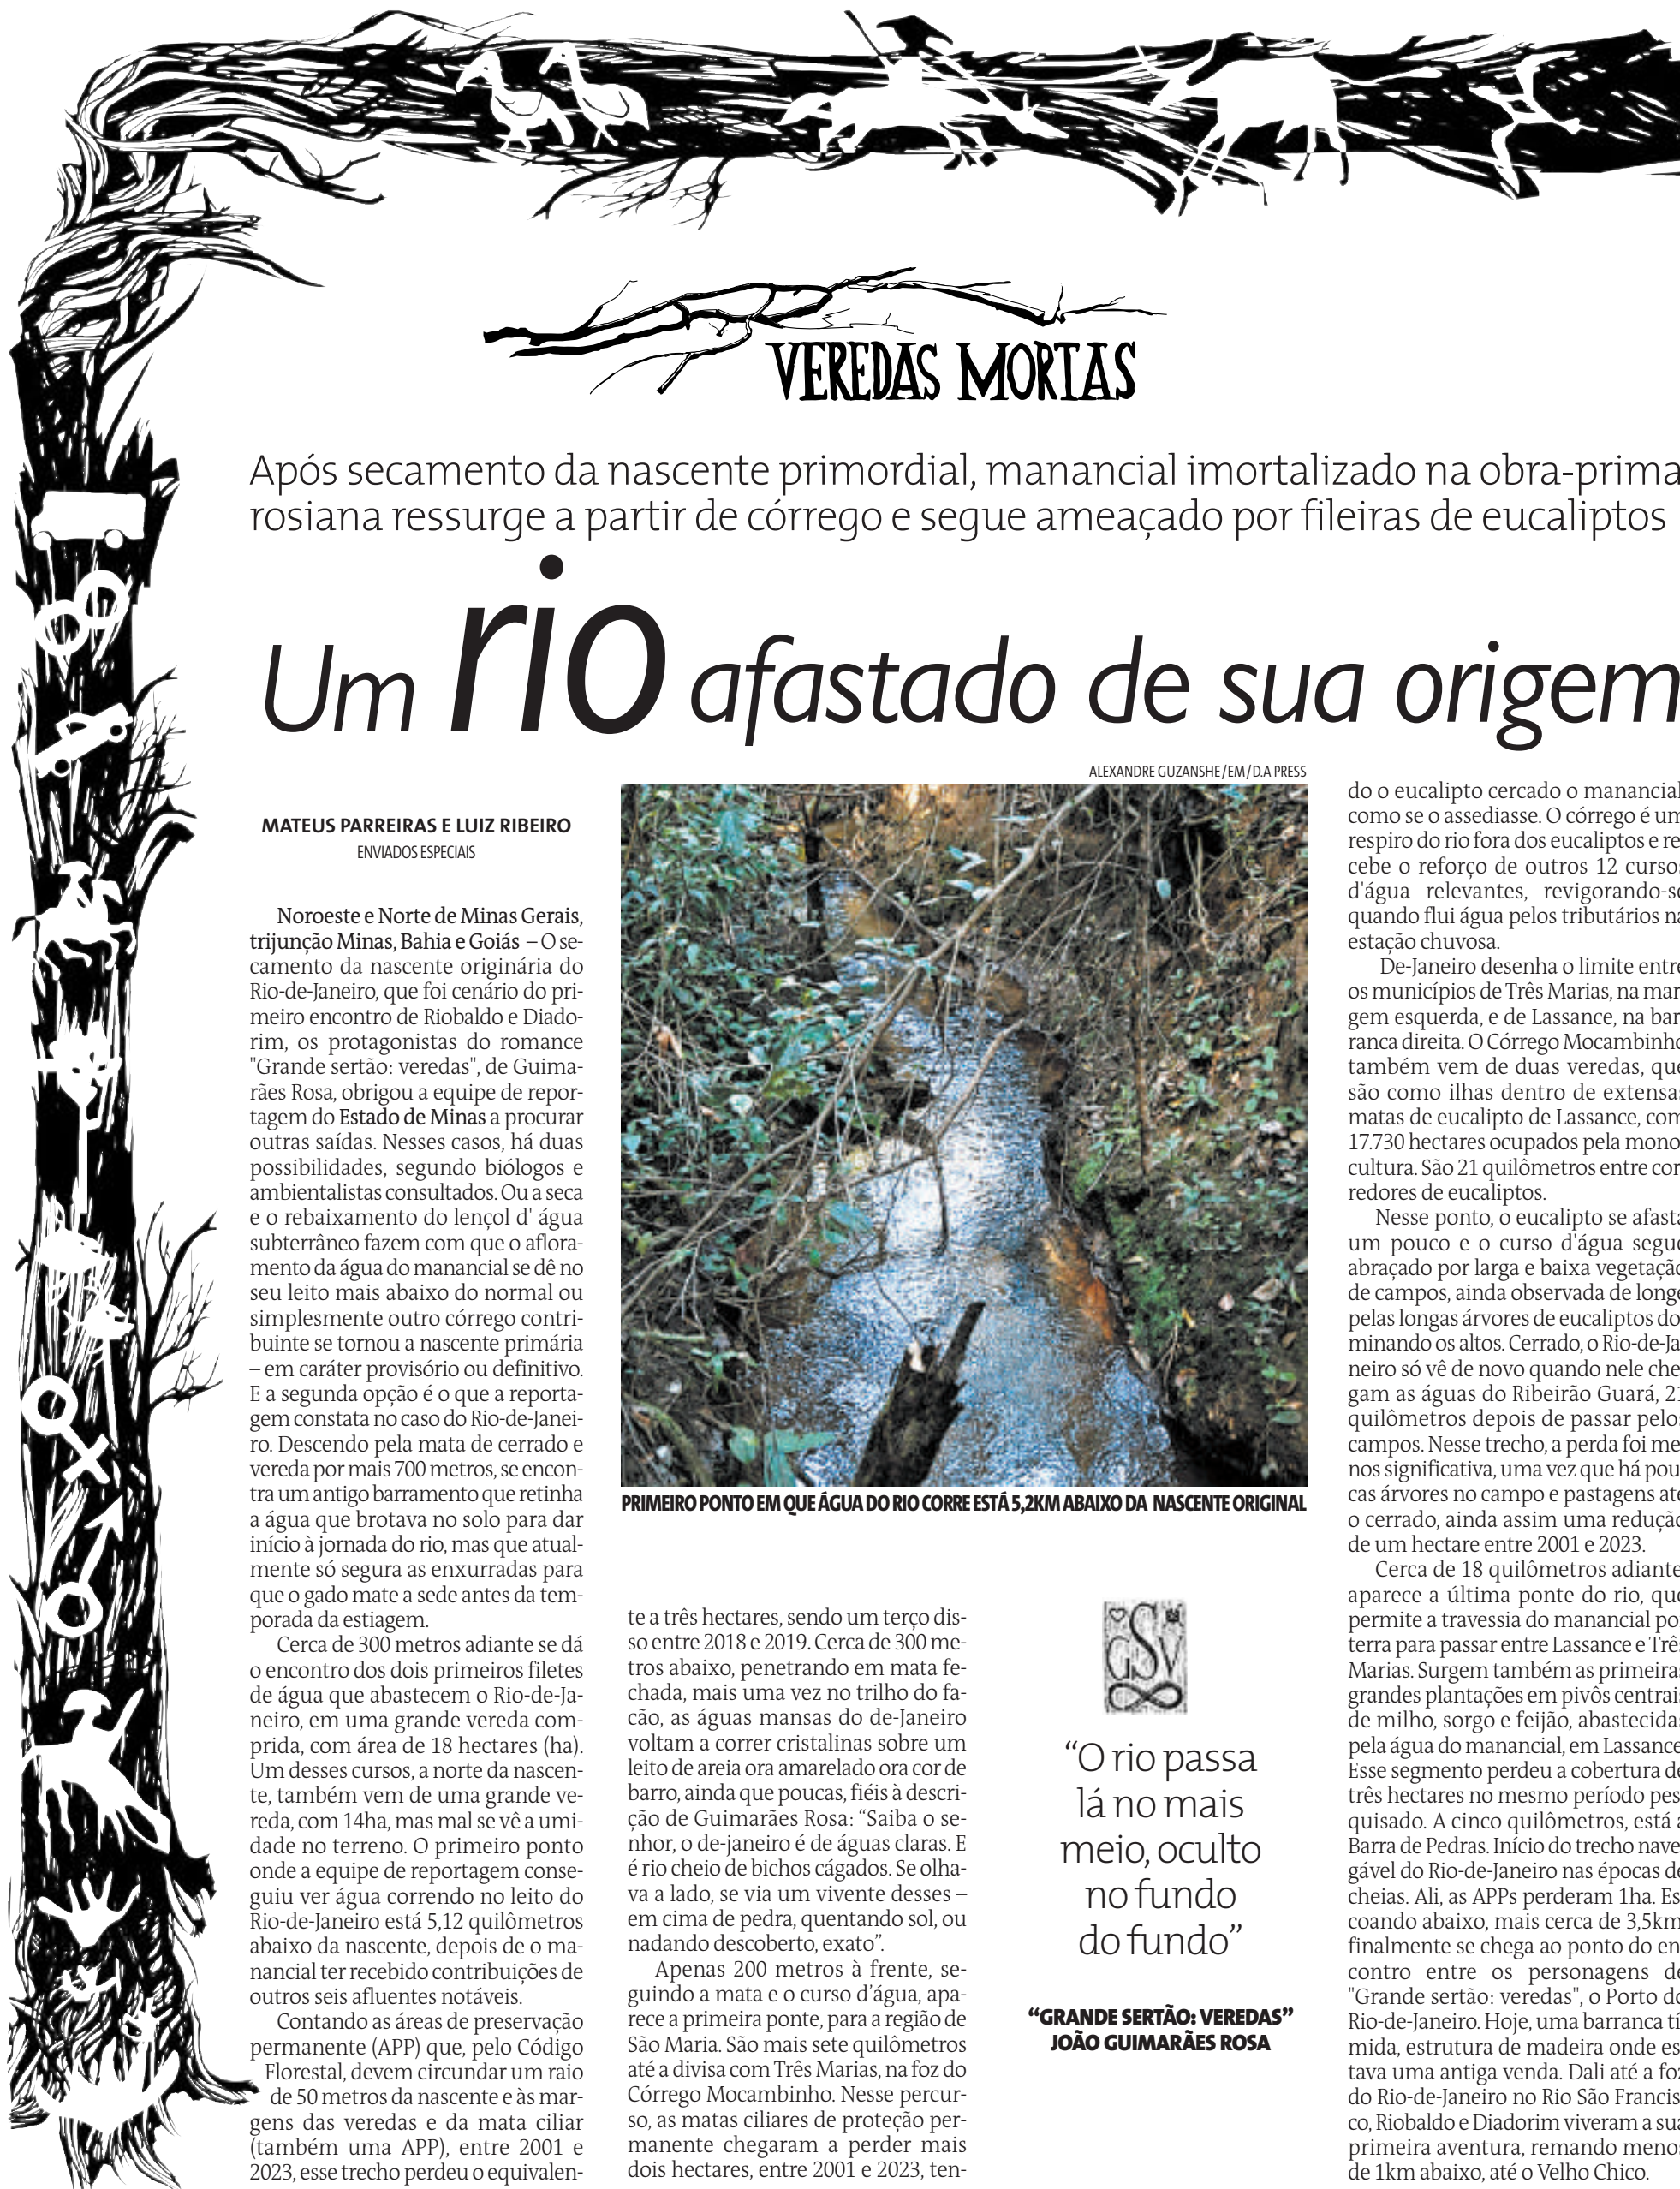 VEREDAS MORTAS
Após secamento da nascente primordial, manancial imortalizado na obra-prima
rosiana ressurge a partir de córrego e segue ameaçado por fileiras de eucaliptos
Um rio afastado de sua origem
MATEUS PARREIRAS E LUIZ RIBEIRO
ENVIADOS ESPECIAIS
Noroeste e Norte de Minas Gerais,
trijunção Minas, Bahia e Goiás – O se-
camento da nascente originária do
Rio-de-Janeiro, que foi cenário do pri-
meiro encontro de Riobaldo e Diado-
rim, os protagonistas do romance
"Grande sertão: veredas", de Guima-
rães Rosa, obrigou a equipe de repor-
tagem do Estado de Minas a procurar
outras saídas. Nesses casos, há duas
possibilidades, segundo biólogos e
ambientalistas consultados. Ou a seca
e o rebaixamento do lençol d' água
subterrâneo fazem com que o aflora-
mento da água do manancial se dê no
seu leito mais abaixo do normal ou
simplesmente outro córrego contri-
buinte se tornou a nascente primária
– em caráter provisório ou definitivo.
E a segunda opção é o que a reporta-
gem constata no caso do Rio-de-Janei-
ro. Descendo pela mata de cerrado e
vereda por mais 700 metros, se encon-
tra um antigo barramento que retinha
a água que brotava no solo para dar
início à jornada do rio, mas que atual-
mente só segura as enxurradas para
que o gado mate a sede antes da tem-
porada da estiagem.
Cerca de 300 metros adiante se dá
o encontro dos dois primeiros filetes
de água que abastecem o Rio-de-Ja-
neiro, em uma grande vereda com-
prida, com área de 18 hectares (ha).
Um desses cursos, a norte da nascen-
te, também vem de uma grande ve-
reda, com 14ha, mas mal se vê a umi-
dade no terreno. O primeiro ponto
onde a equipe de reportagem conse-
guiu ver água correndo no leito do
Rio-de-Janeiro está 5,12 quilômetros
abaixo da nascente, depois de o ma-
nancial ter recebido contribuições de
outros seis afluentes notáveis.
Contando as áreas de preservação
permanente (APP) que, pelo Código
Florestal, devem circundar um raio
de 50 metros da nascente e às mar-
gens das veredas e da mata ciliar
(também uma APP), entre 2001 e
2023, esse trecho perdeu o equivalen-
ALEXANDRE GUZANSHE/EM/D.A PRESS
PRIMEIRO PONTO EM QUE ÁGUA DO RIO CORRE ESTÁ 5,2KM ABAIXO DA NASCENTE ORIGINAL
te a três hectares, sendo um terço dis-
so entre 2018 e 2019. Cerca de 300 me-
tros abaixo, penetrando em mata fe-
chada, mais uma vez no trilho do fa-
cão, as águas mansas do de-Janeiro
voltam a correr cristalinas sobre um
leito de areia ora amarelado ora cor de
barro, ainda que poucas, fiéis à descri-
ção de Guimarães Rosa: “Saiba o se-
nhor, o de-janeiro é de águas claras. E
é rio cheio de bichos cágados. Se olha-
va a lado, se via um vivente desses –
em cima de pedra, quentando sol, ou
nadando descoberto, exato”.
Apenas 200 metros à frente, se-
guindo a mata e o curso d’água, apa-
rece a primeira ponte, para a região de
São Maria. São mais sete quilômetros
até a divisa com Três Marias, na foz do
Córrego Mocambinho. Nesse percur-
so, as matas ciliares de proteção per-
manente chegaram a perder mais
dois hectares, entre 2001 e 2023, ten-
GSV
“O rio passa
lá no mais
meio, oculto
no fundo
do fundo”
“GRANDE SERTÃO: VEREDAS”
JOÃO GUIMARÃES ROSA
do o eucalipto cercado o manancial
como se o assediasse. O córrego é um
respiro do rio fora dos eucaliptos e re
cebe o reforço de outros 12 cursos
d'água relevantes, revigorando-se
quando flui água pelos tributários na
estação chuvosa.
De-Janeiro desenha o limite entre
os municípios de Três Marias, na mar
gem esquerda, e de Lassance, na bar
ranca direita. O Córrego Mocambinho
também vem de duas veredas, que
são como ilhas dentro de extensas
matas de eucalipto de Lassance, com
17.730 hectares ocupados pela mono
cultura. São 21 quilômetros entre cor
redores de eucaliptos.
Nesse ponto, o eucalipto se afasta
um pouco e o curso d'água segue
abraçado por larga e baixa vegetação
de campos, ainda observada de longe
pelas longas árvores de eucaliptos do
minando os altos. Cerrado, o Rio-de-Ja
neiro só vê de novo quando nele che
gam as águas do Ribeirão Guará, 21
quilômetros depois de passar pelos
campos. Nesse trecho, a perda foi me
nos significativa, uma vez que há pou
cas árvores no campo e pastagens até
o cerrado, ainda assim uma redução
de um hectare entre 2001 e 2023.
Cerca de 18 quilômetros adiante
aparece a última ponte do rio, que
permite a travessia do manancial por
terra para passar entre Lassance e Três
Marias. Surgem também as primeiras
grandes plantações em pivôs centrais
de milho, sorgo e feijão, abastecidas
pela água do manancial, em Lassance
Esse segmento perdeu a cobertura de
três hectares no mesmo período pes
quisado. A cinco quilômetros, está a
Barra de Pedras. Início do trecho nave
gável do Rio-de-Janeiro nas épocas de
cheias. Ali, as APPs perderam 1ha. Es
coando abaixo, mais cerca de 3,5km
finalmente se chega ao ponto do en
contro entre os personagens de
"Grande sertão: veredas", o Porto do
Rio-de-Janeiro. Hoje, uma barranca tí
mida, estrutura de madeira onde es
tava uma antiga venda. Dali até a foz
do Rio-de-Janeiro no Rio São Francis
co, Riobaldo e Diadorim viveram a sua
primeira aventura, remando menos
de 1km abaixo, até o Velho Chico.